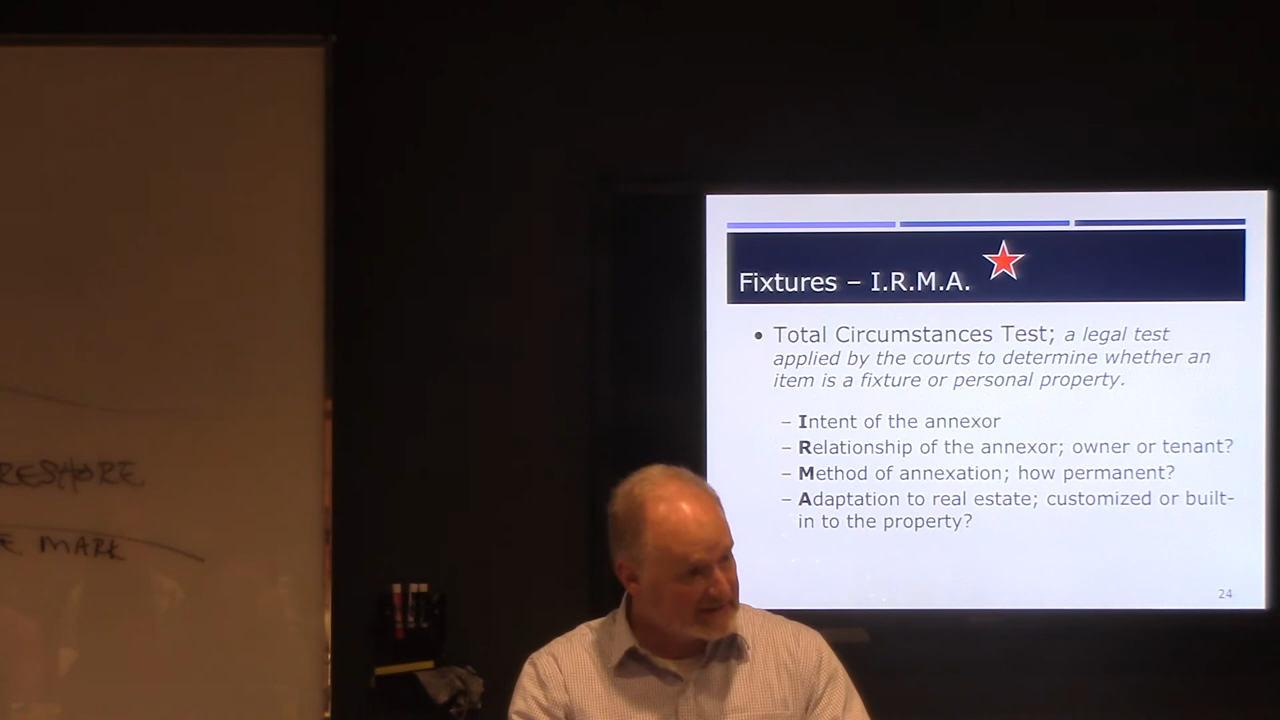 RESHORE
E MARK
Fixtures – I.R.M.A.
• Total Circumstances Test; a legal test
applied by the courts to determine whether an
item is a fixture or personal property.
– Intent of the annexor
– Relationship of the annexor; owner or tenant?
– Method of annexation; how permanent?
– Adaptation to real estate; customized or built-
in to the property?
24